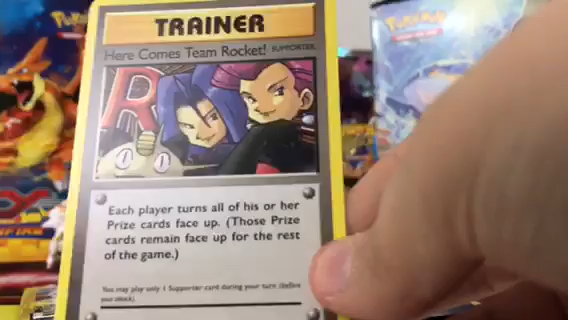 Pokémon
TRAINER
Here Comes Team Rocket! SUPPORTER
R
Each player turns all of his or her
Prize cards face up. (Those Prize
cards remain face up for the rest
of the game.)
You may play only 1 Supporter card during your turn (before
your attack).